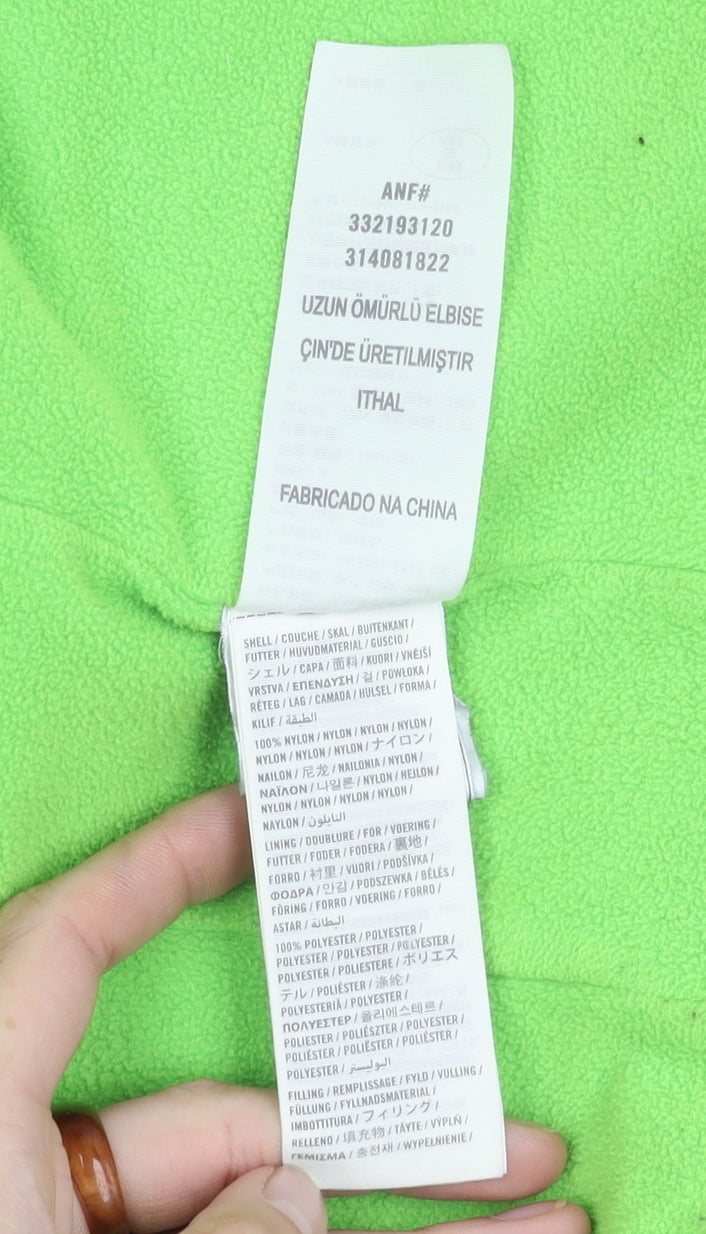 ANF#
332193120
314081822
UZUN ÖMÜRLÜ ELBISE
ÇIN'DE ÜRETILMIŞTIR
ITHAL
FABRICADO NA CHINA
SHELL / COUCHE / SKAL / BUITENKANT /
FUTTER / HUVUDMATERIAL / GUSCIO /
シェル / CAPA / 面料 / KUORI / VNĚJŠÍ
VRSTVA / ΕΠΕΝΔΥΣΗ / 겉 / POWŁOKA /
RÉTEG / LAG / CAMADA / HULSEL / FORMA /
KILIF / الطبقة
100% NYLON / NYLON / NYLON / NYLON /
NYLON / NYLON / NYLON / ナイロン /
NAILON / 尼龙 / NAILONIA / NYLON /
ΝΑΪΛΟΝ / 나일론 / NYLON / NEJLON /
NYLON / NYLON / NYLON / NYLON /
NAYLON / النايلون
LINING / DOUBLURE / FOR / VOERING /
FUTTER / FODER / FODERA / 裏地 /
FORRO / 衬里 / VUORI / PODŠÍVKA /
ΦΟΔΡΑ / 안감 / PODSZEWKA / BÉLÉS /
FÔRING / FORRO / VOERING / FORRO /
ASTAR / البطانة
100% POLYESTER / POLYESTER /
POLYESTER / POLYESTER / POLYESTER /
POLYESTER / POLIESTERE / ポリエス
テル / POLIÉSTER / 涤纶 /
POLYESTERIÄ / POLYESTER /
ΠΟΛΥΕΣΤΕΡ / 폴리에스테르 /
POLIESTER / POLIÉSZTER / POLYESTER /
POLIÉSTER / POLIËSTER / POLIÉSTER /
POLYESTER / البوليستر
FILLING / REMPLISSAGE / FYLD / VULLING /
FÜLLUNG / FYLLNADSMATERIAL /
IMBOTTITURA / フィリング /
RELLENO / 填充物 / TÄYTE / VÝPLŇ /
ΓΕΜΙΣΜΑ / 충전재 / WYPEŁNIENIE /